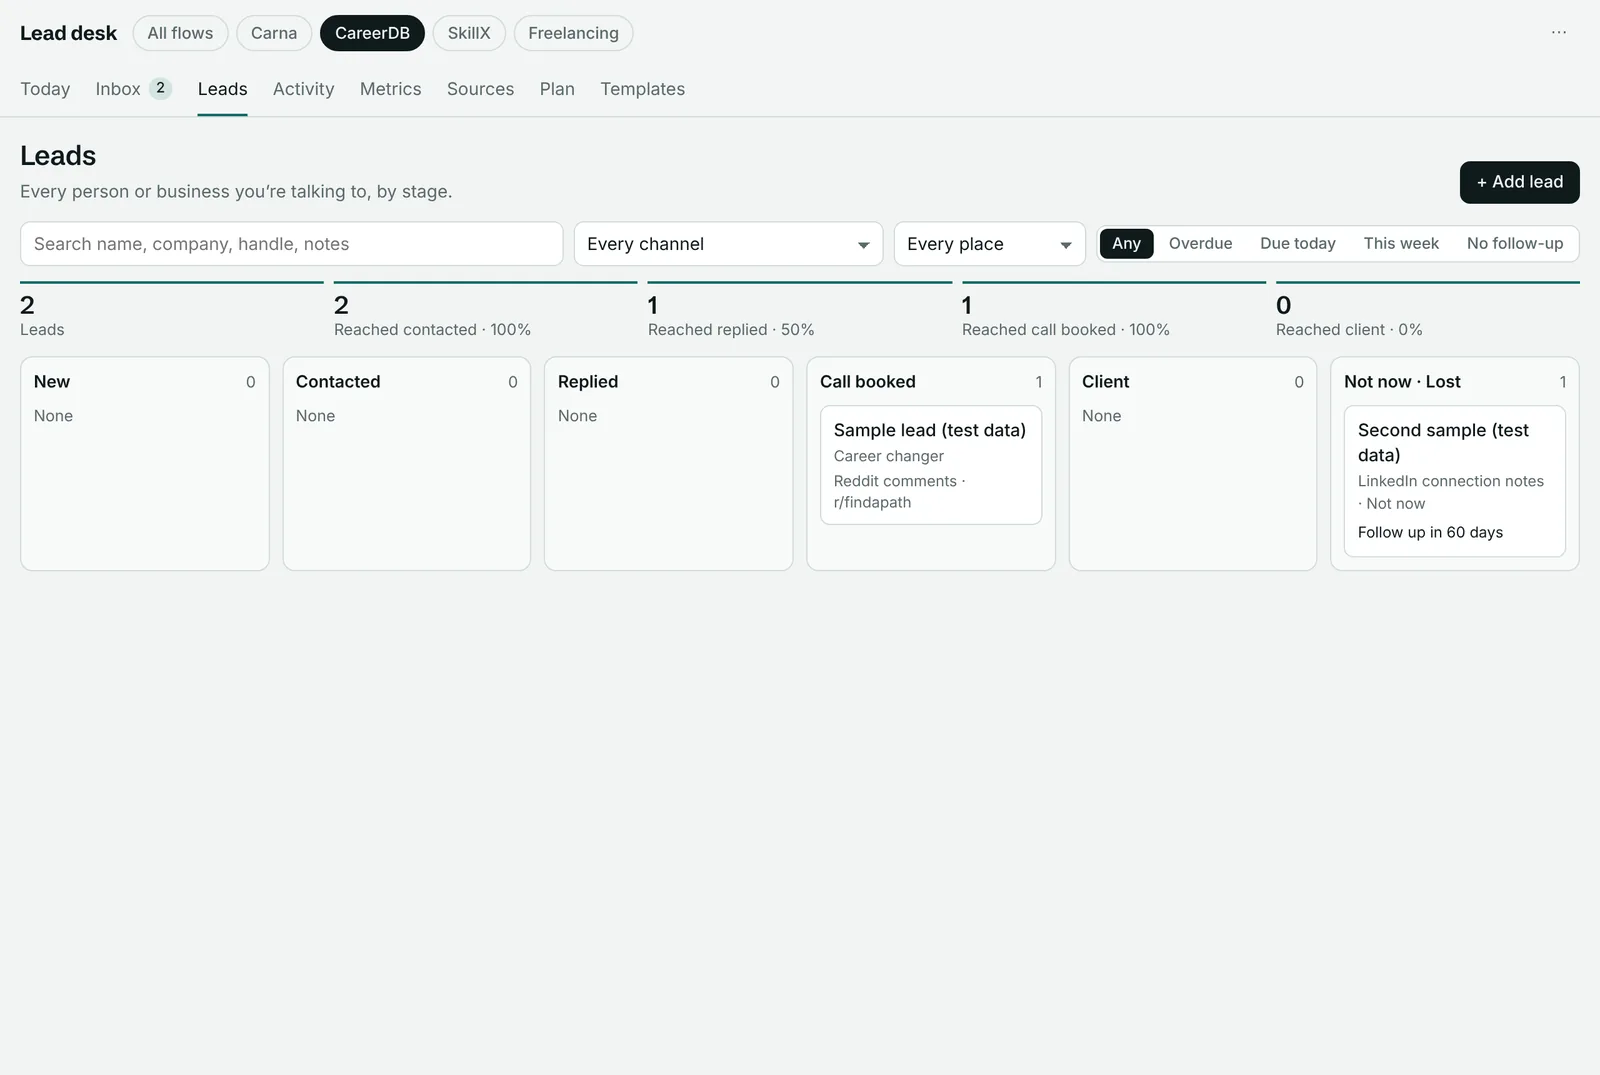 Lead desk
All flows
Carna
CareerDB
SkillX
Freelancing
...
Today
Inbox 2
Leads
Activity
Metrics
Sources
Plan
Templates
Leads
Every person or business you’re talking to, by stage.
+ Add lead
Search name, company, handle, notes
Every channel
Every place
Any
Overdue
Due today
This week
No follow-up
2
Leads
2
Reached contacted · 100%
1
Reached replied · 50%
1
Reached call booked · 100%
0
Reached client · 0%
New 0
None
Contacted 0
None
Replied 0
None
Call booked 1
Sample lead (test data)
Career changer
Reddit comments ·
r/findapath
Client 0
None
Not now · Lost 1
Second sample (test
data)
LinkedIn connection notes
· Not now
Follow up in 60 days